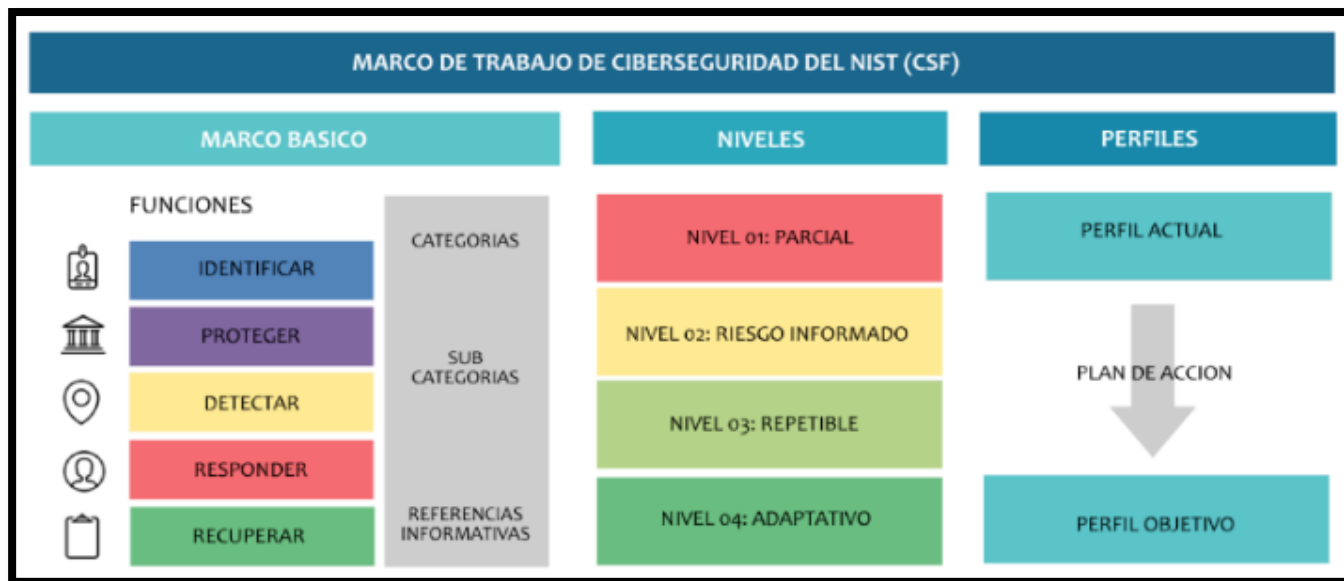 MARCO DE TRABAJO DE CIBERSEGURIDAD DEL NIST (CSF)
MARCO BASICO
FUNCIONES
IDENTIFICAR
PROTEGER
DETECTAR
RESPONDER
RECUPERAR
CATEGORIAS
SUB
CATEGORIAS
REFERENCIAS
INFORMATIVAS
NIVELES
NIVEL 01: PARCIAL
NIVEL 02: RIESGO INFORMADO
NIVEL 03: REPETIBLE
NIVEL 04: ADAPTATIVO
PERFILES
PERFIL ACTUAL
PLAN DE ACCION
PERFIL OBJETIVO